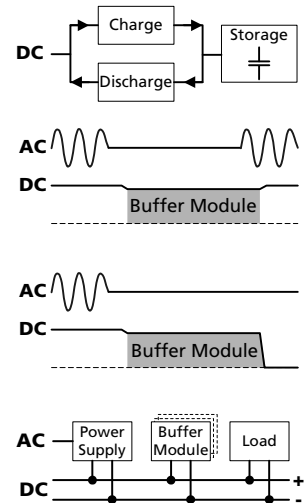 Charge
Storage
DC
Discharge
AC
DC
Buffer Module
AC
DC
Buffer Module
AC
Power
Supply
Buffer
Module
Load
DC
+
-